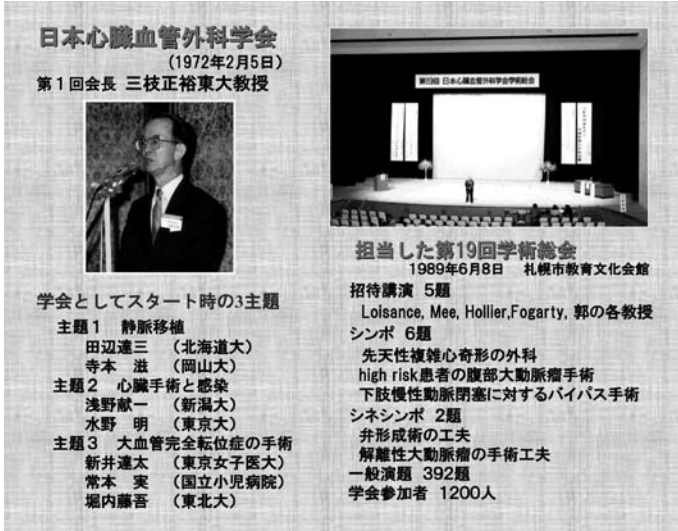 日本心臓血管外科学会
(1972年2月5日)
第1回会長 三枝正裕東大教授
学会としてスタート時の3主題
主題1 静脈移植
田辺達三 (北海道大)
寺本 滋 (岡山大)
主題2 心臓手術と感染
浅野献一 (新潟大)
水野 明 (東京大)
主題3 大血管完全転位症の手術
新井達太 (東京女子医大)
常本 実 (国立小児病院)
堀内藤吾 (東北大)
第19回 日本心臓血管外科学会学術総会
担当した第19回学術総会
1989年6月8日 札幌市教育文化会館
招待講演 5題
Loisance, Mee, Hollier,Fogarty, 郭の各教授
シンポ 6題
先天性複雑心奇形の外科
high risk患者の腹部大動脈瘤手術
下肢慢性動脈閉塞に対するバイパス手術
シネシンポ 2題
弁形成術の工夫
解離性大動脈瘤の手術工夫
一般演題 392題
学会参加者 1200人